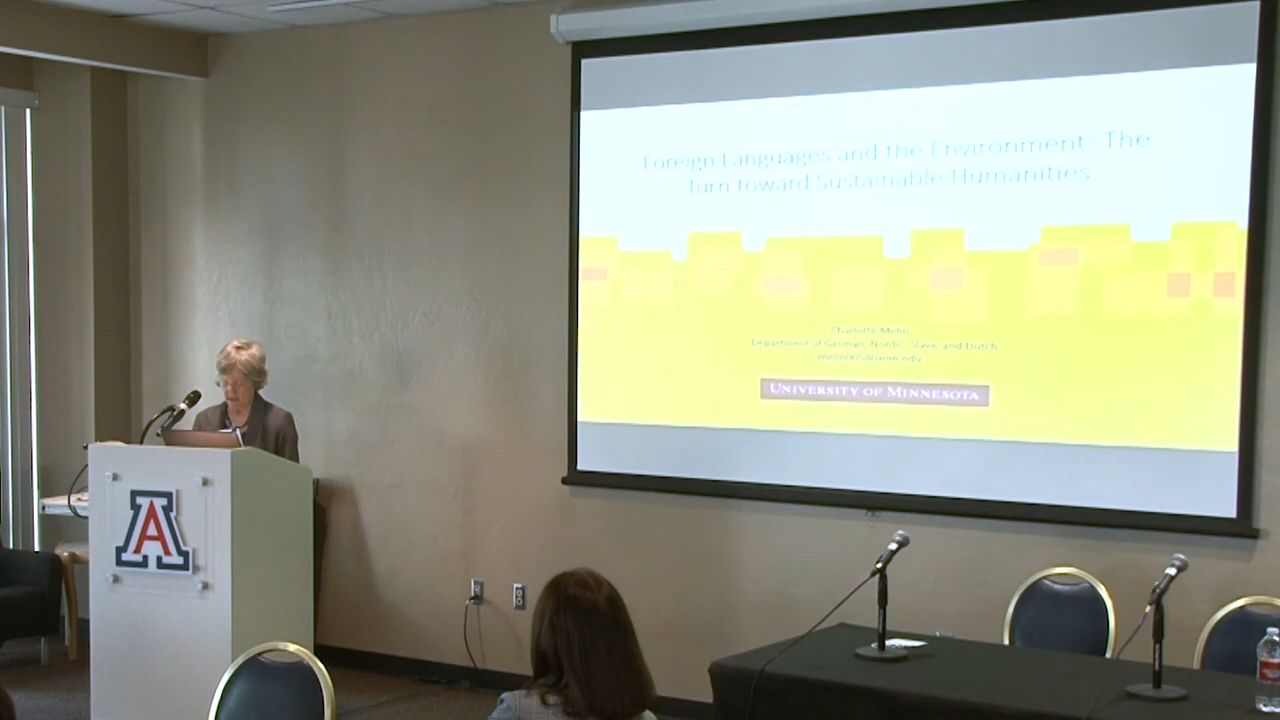 Foreign Languages and the Environment: The
Turn toward Sustainable Humanities
Charlotte Melin
Department of German, Nordic, Slavic and Dutch
UNIVERSITY OF MINNESOTA
A